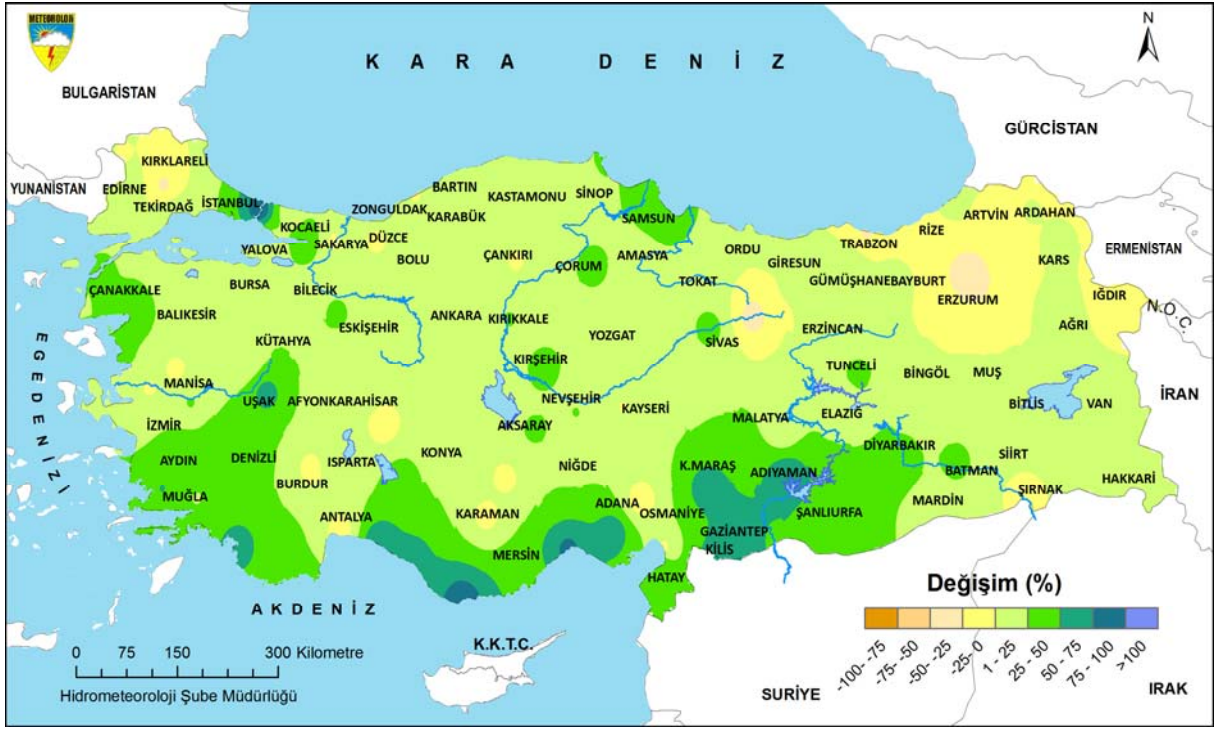 METEOROLOJİ
N
K A R A D E N İ Z
BULGARİSTAN
GÜRCİSTAN
KIRKLARELİ
YUNANİSTAN
EDİRNE
TEKİRDAĞ
İSTANBUL
KOCAELİ
YALOVA
SAKARYA
DÜZCE
ZONGULDAK
BARTIN
KARABÜK
KASTAMONU
SİNOP
SAMSUN
BOLU
ÇANKIRI
ÇORUM
AMASYA
ORDU
GİRESUN
TOKAT
TRABZON
GÜMÜŞHANE
BAYBURT
RİZE
ARTVİN
ARDAHAN
KARS
ERMENİSTAN
ERZURUM
IĞDIR
AĞRI
N.Ö.C.
İRAN
ÇANAKKALE
BALIKESİR
BURSA
BİLECİK
ESKİŞEHİR
KÜTAHYA
ANKARA
KIRIKKALE
YOZGAT
SİVAS
ERZİNCAN
TUNCELİ
BİNGÖL
MUŞ
BİTLİS
VAN
E G E D E N İ Z İ
MANİSA
UŞAK
AFYONKARAHİSAR
KIRŞEHİR
NEVŞEHİR
KAYSERİ
AKSARAY
MALATYA
ELAZIĞ
DİYARBAKIR
BATMAN
SİİRT
ŞIRNAK
HAKKARİ
İZMİR
AYDIN
DENİZLİ
MUĞLA
BURDUR
ISPARTA
KONYA
NİĞDE
K.MARAŞ
ADIYAMAN
ŞANLIURFA
MARDİN
ANTALYA
KARAMAN
MERSİN
ADANA
OSMANİYE
GAZİANTEP
KİLİS
HATAY
A K D E N İ Z
K.K.T.C.
SURİYE
IRAK
0 75 150 300 Kilometre
Hidrometeoroloji Şube Müdürlüğü
Değişim (%)
-100--75
-75--50
-50--25
-25- 0
1 - 25
25 - 50
50 - 75
75 - 100
>100